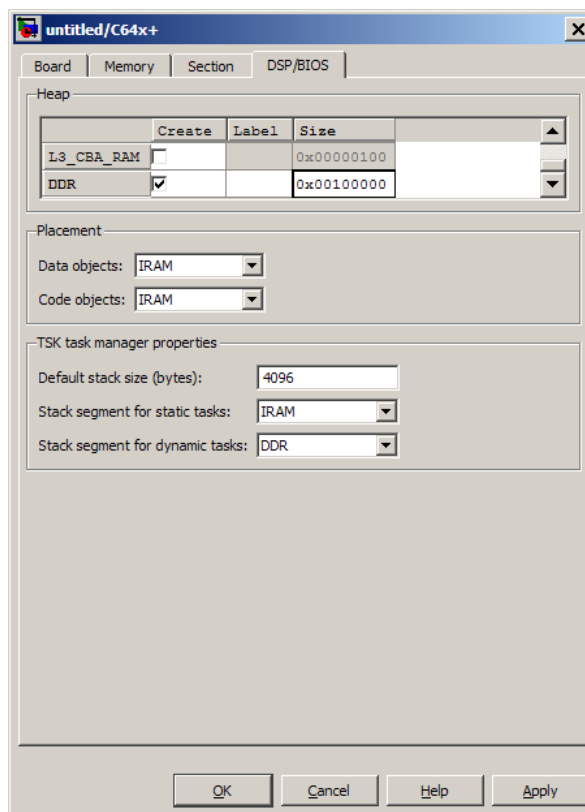 untitled/C64x+
Board Memory Section DSP/BIOS
Heap
Create Label Size
L3_CBA_RAM 0x00000100
DDR 0x00100000
Placement
Data objects: IRAM
Code objects: IRAM
TSK task manager properties
Default stack size (bytes): 4096
Stack segment for static tasks: IRAM
Stack segment for dynamic tasks: DDR
OK Cancel Help Apply